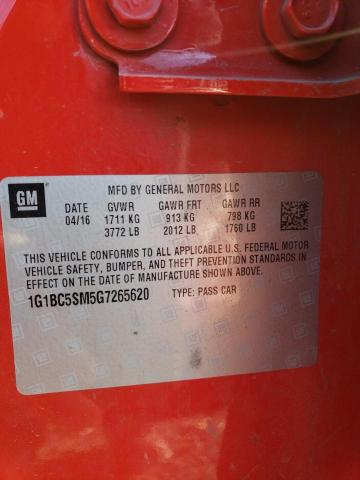 MFD BY GENERAL MOTORS LLC
GM
DATE GVWR GAWR FRT GAWR RR
04/16 1711 KG 913 KG 798 KG
3772 LB 2012 LB 1760 LB
THIS VEHICLE CONFORMS TO ALL APPLICABLE U.S. FEDERAL MOTOR
VEHICLE SAFETY, BUMPER, AND THEFT PREVENTION STANDARDS IN
EFFECT ON THE DATE OF MANUFACTURE SHOWN ABOVE.
1G1BC5SM5G7265620 TYPE: PASS CAR